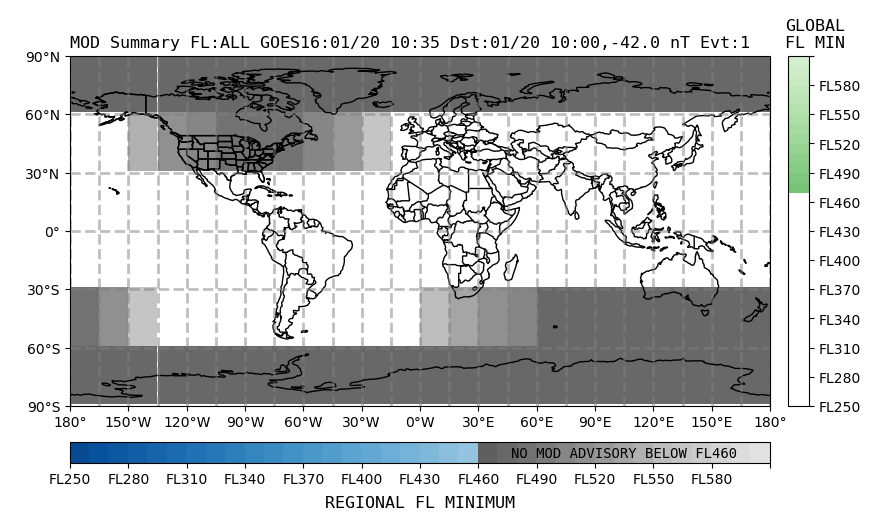 GLOBAL
MOD Summary FL:ALL GOES16:01/20 10:35 Dst:01/20 10:00,-42.0 nT Evt:1 FL MIN
90°N
FL580
60°N
FL550
FL520
30°N
FL490
FL460
0°
FL430
FL400
30°S
FL370
FL340
60°S
FL310
FL280
90°S
FL250
180° 150°W 120°W 90°W 60°W 30°W 0°W 30°E 60°E 90°E 120°E 150°E 180°
NO MOD ADVISORY BELOW FL460
FL250 FL280 FL310 FL340 FL370 FL400 FL430 FL460 FL490 FL520 FL550 FL580
REGIONAL FL MINIMUM